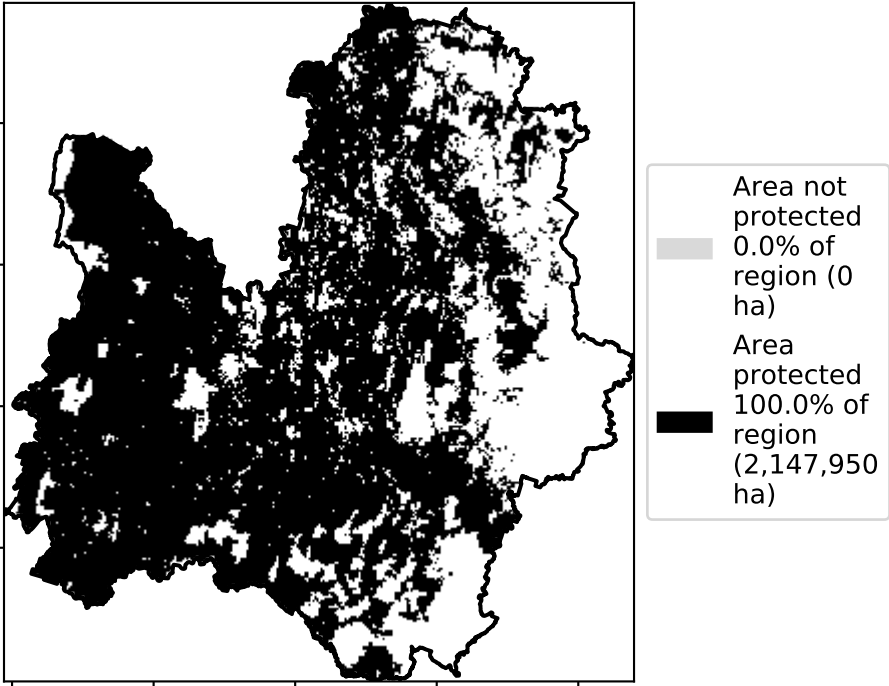 Area not
protected
0.0% of
region (0
ha)
Area
protected
100.0% of
region
(2,147,950
ha)